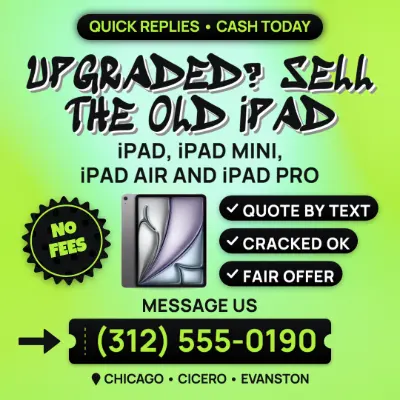 QUICK REPLIES • CASH TODAY
UPGRADED? SELL
THE OLD iPAD
iPAD, iPAD MINI,
iPAD AIR AND iPAD PRO
NO
FEES
QUOTE BY TEXT
CRACKED OK
FAIR OFFER
MESSAGE US
(312) 555-0190
CHICAGO • CICERO • EVANSTON